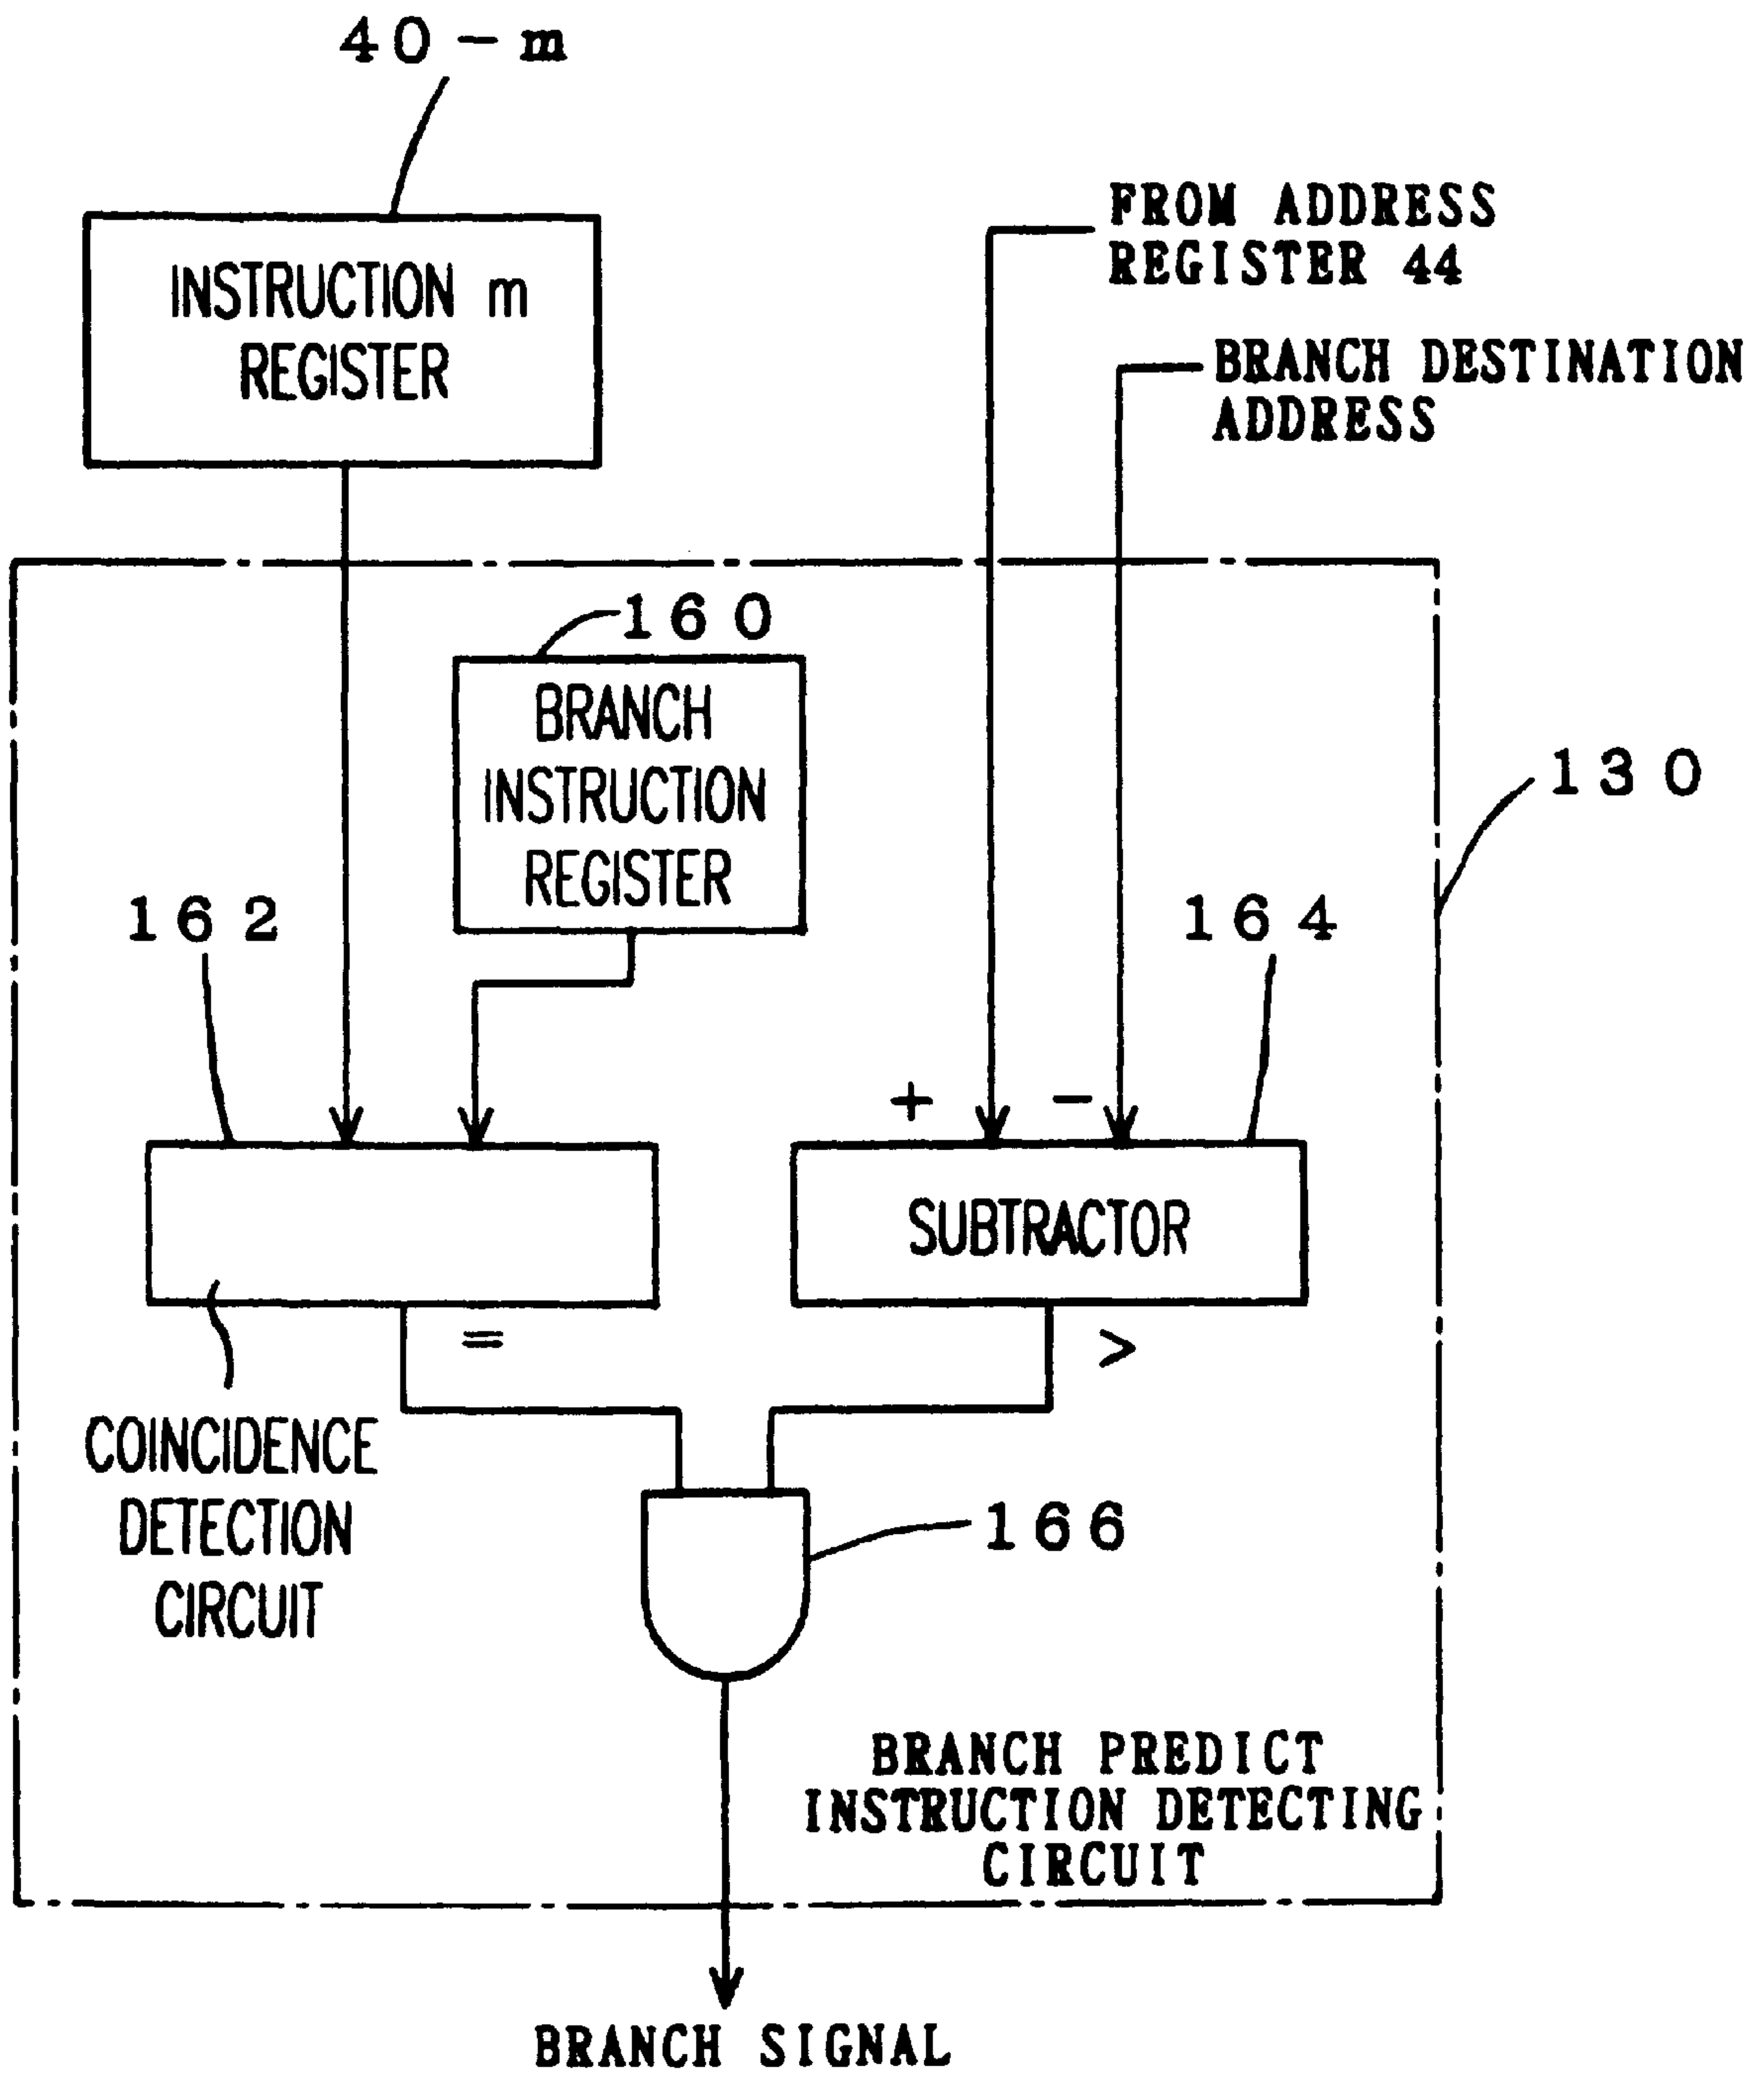 40-m
INSTRUCTION m
REGISTER
FROM ADDRESS
REGISTER 44
BRANCH DESTINATION
ADDRESS
160
BRANCH
INSTRUCTION
REGISTER
130
162
164
+
-
SUBTRACTOR
=
>
COINCIDENCE
DETECTION
CIRCUIT
166
BRANCH PREDICT
INSTRUCTION DETECTING
CIRCUIT
BRANCH SIGNAL